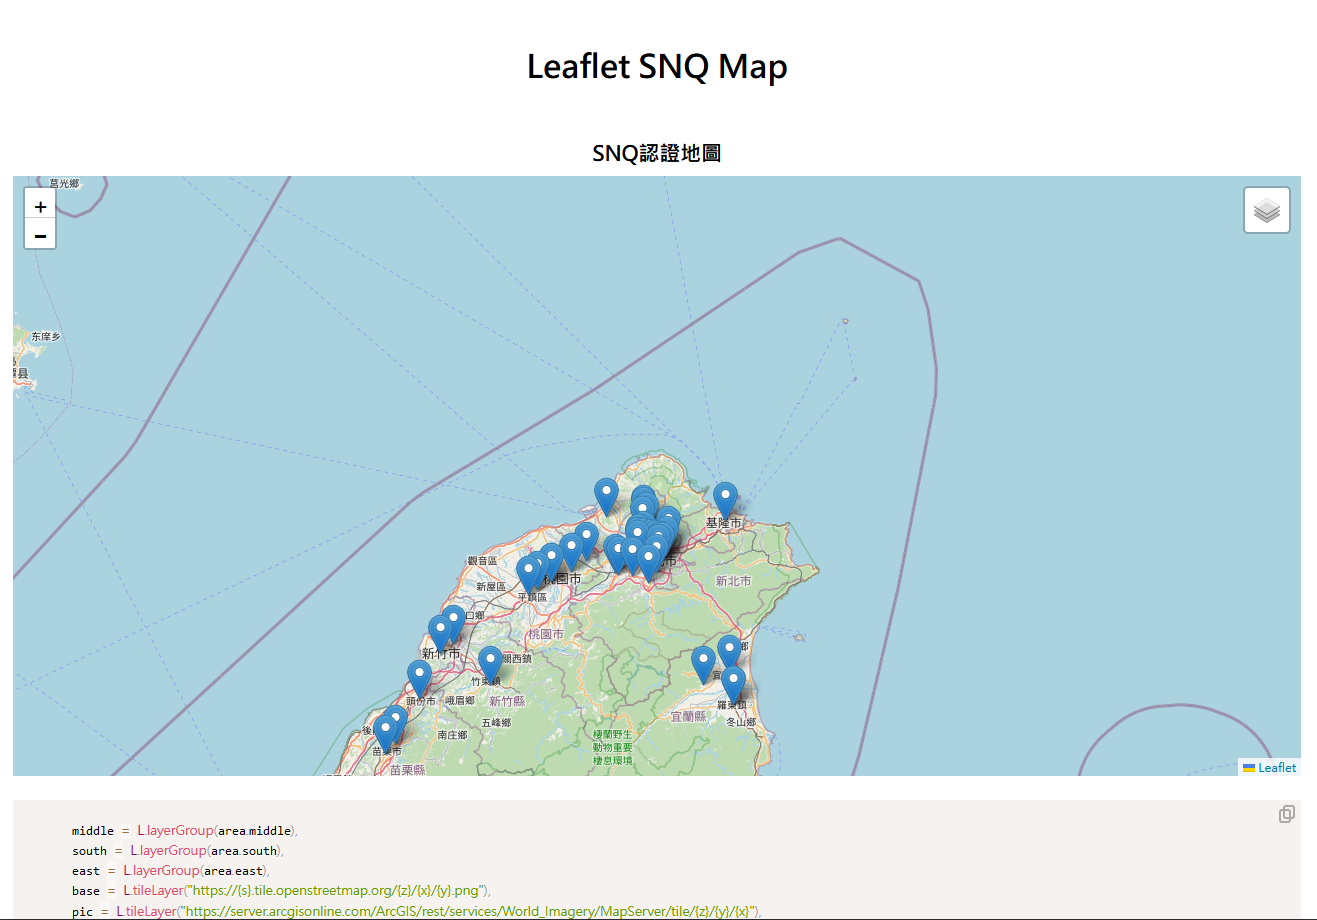 Leaflet SNQ Map
SNQ認證地圖
莒光鄉
+
−
东庠乡
县
基隆市
觀音區
桃園市
新屋區
平鎮區
新北市
口鄉
桃園市
新竹市
關西鎮
竹東鎮
頭份市
峨眉鄉
新竹縣
羅東鎮
宜蘭縣
冬山鄉
五峰鄉
南庄鄉
苗栗市
棲蘭野生
動物重要
棲息環境
苗栗縣
Leaflet
middle = L.layerGroup(area.middle),
south = L.layerGroup(area.south),
east = L.layerGroup(area.east),
base = L.tileLayer("https://{s}.tile.openstreetmap.org/{z}/{x}/{y}.png"),
pic = L.tileLayer("https://server.arcgisonline.com/ArcGIS/rest/services/World_Imagery/MapServer/tile/{z}/{y}/{x}"),